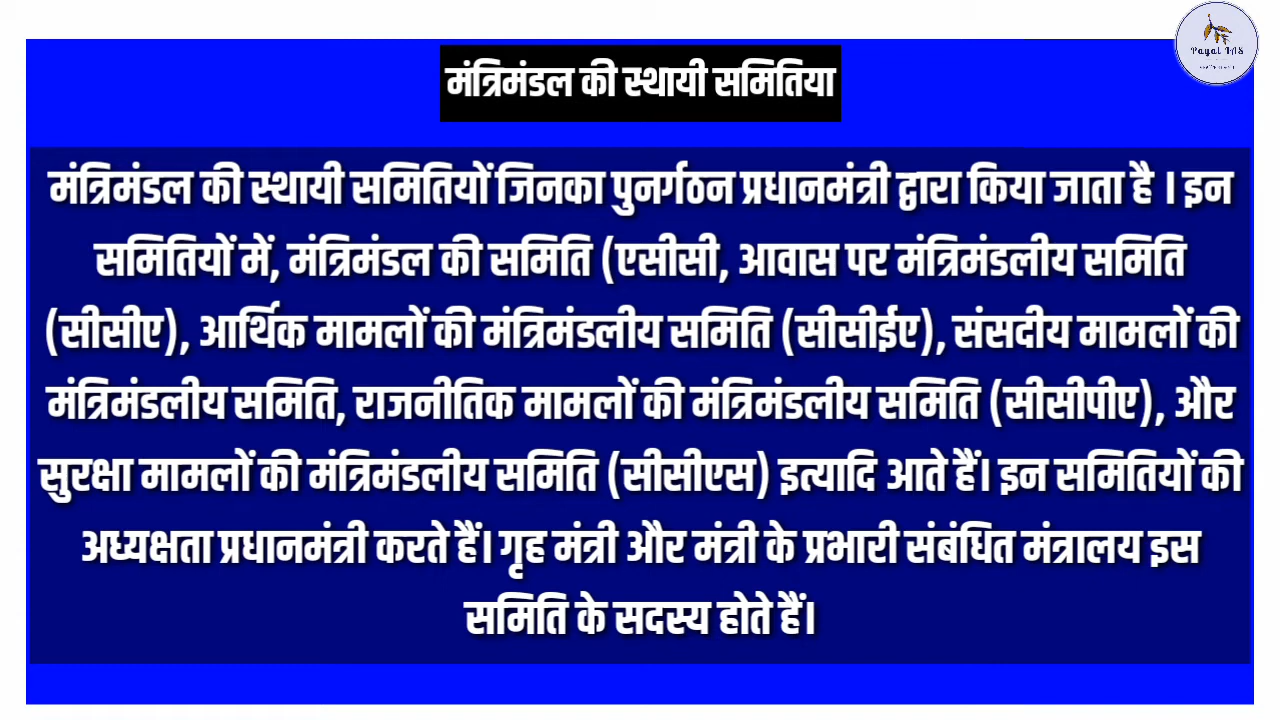 Payal IAS
मंत्रिमंडल की स्थायी समितिया
मंत्रिमंडल की स्थायी समितियों जिनका पुनर्गठन प्रधानमंत्री द्वारा किया जाता है । इन
समितियों में, मंत्रिमंडल की समिति (एसीसी, आवास पर मंत्रिमंडलीय समिति
(सीसीए), आर्थिक मामलों की मंत्रिमंडलीय समिति (सीसीईए), संसदीय मामलों की
मंत्रिमंडलीय समिति, राजनीतिक मामलों की मंत्रिमंडलीय समिति (सीसीपीए), और
सुरक्षा मामलों की मंत्रिमंडलीय समिति (सीसीएस) इत्यादि आते हैं। इन समितियों की
अध्यक्षता प्रधानमंत्री करते हैं। गृह मंत्री और मंत्री के प्रभारी संबंधित मंत्रालय इस
समिति के सदस्य होते हैं।